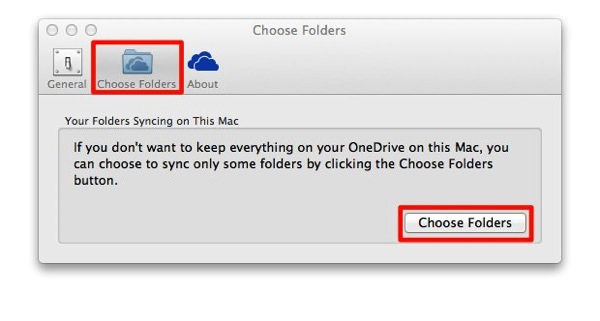 Choose Folders
General Choose Folders About
Your Folders Syncing on This Mac
If you don't want to keep everything on your OneDrive on this Mac, you
can choose to sync only some folders by clicking the Choose Folders
button.
Choose Folders